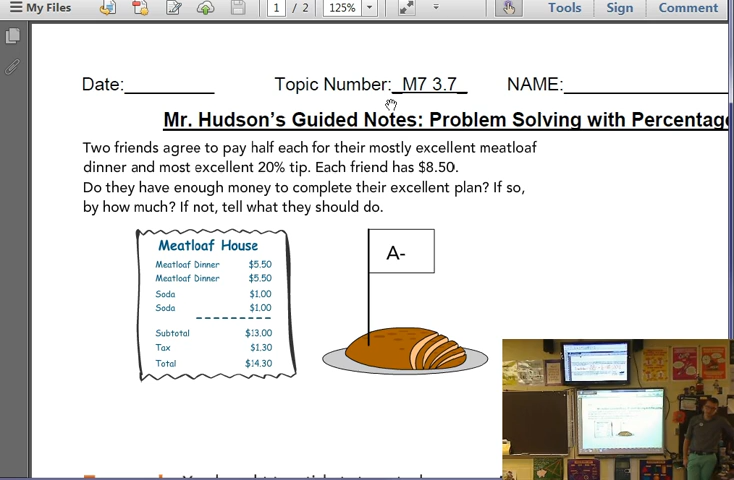 My Files
1 / 2
125%
Tools Sign Comment
Date:_________ Topic Number:_M7 3.7_ NAME:
Mr. Hudson's Guided Notes: Problem Solving with Percentage
Two friends agree to pay half each for their mostly excellent meatloaf
dinner and most excellent 20% tip. Each friend has $8.50.
Do they have enough money to complete their excellent plan? If so,
by how much? If not, tell what they should do.
Meatloaf House
Meatloaf Dinner $5.50
Meatloaf Dinner $5.50
Soda $1.00
Soda $1.00
Subtotal $13.00
Tax $1.30
Total $14.30
A-